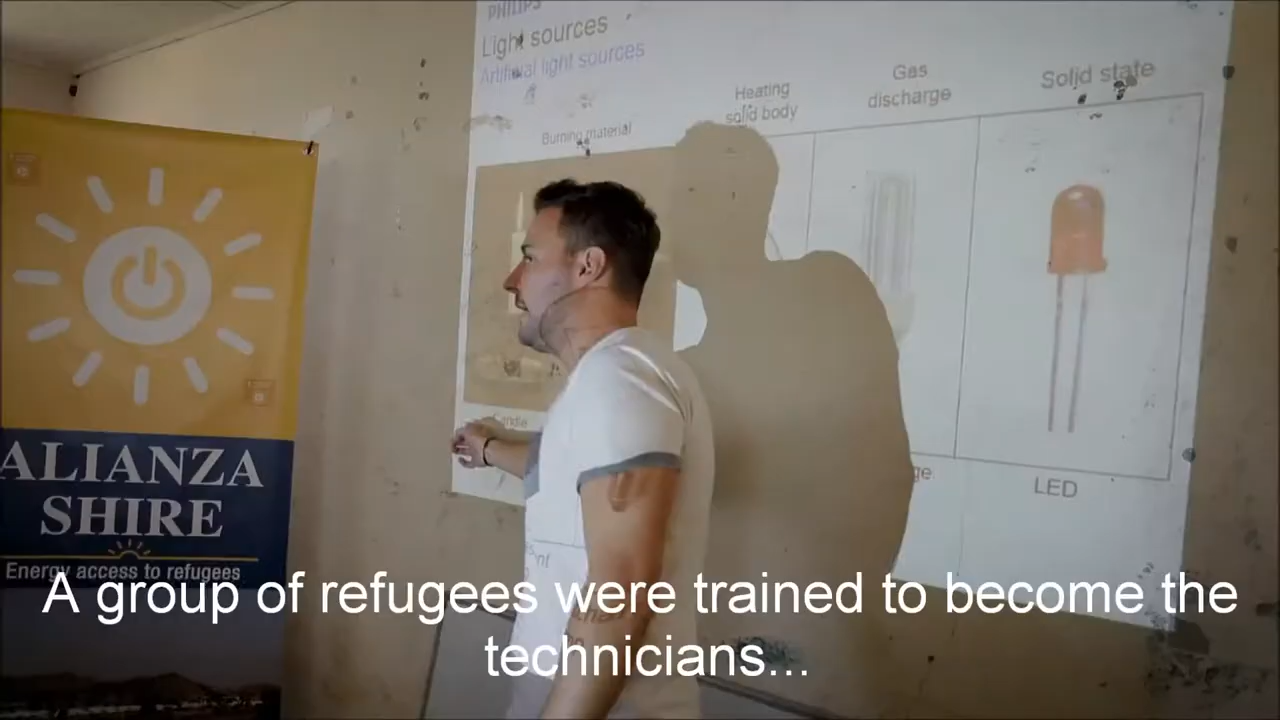 PHILIPS
Light sources
Artificial light sources
Burning material
Heating
solid body
Gas
discharge
Solid state
Candle
ge.
LED
ALIANZA
SHIRE
Energy access to refugees
A group of refugees were trained to become the
technicians...